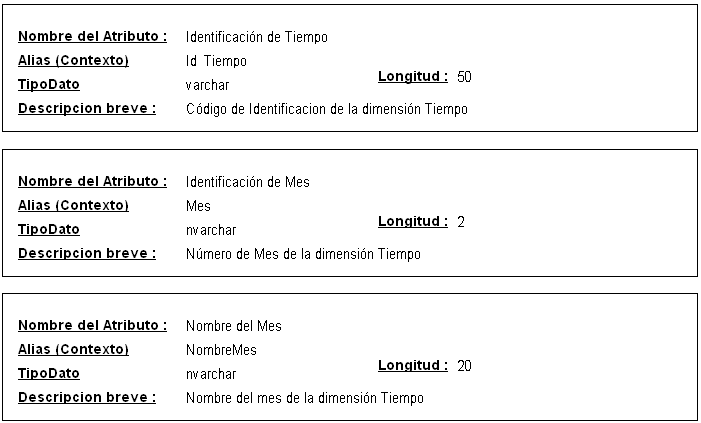 Nombre del Atributo : Identificación de Tiempo
Alias (Contexto) Id Tiempo
TipoDato varchar Longitud : 50
Descripcion breve : Código de Identificacion de la dimensión Tiempo
Nombre del Atributo : Identificación de Mes
Alias (Contexto) Mes
TipoDato nvarchar Longitud : 2
Descripcion breve : Número de Mes de la dimensión Tiempo
Nombre del Atributo : Nombre del Mes
Alias (Contexto) NombreMes
TipoDato nvarchar Longitud : 20
Descripcion breve : Nombre del mes de la dimensión Tiempo